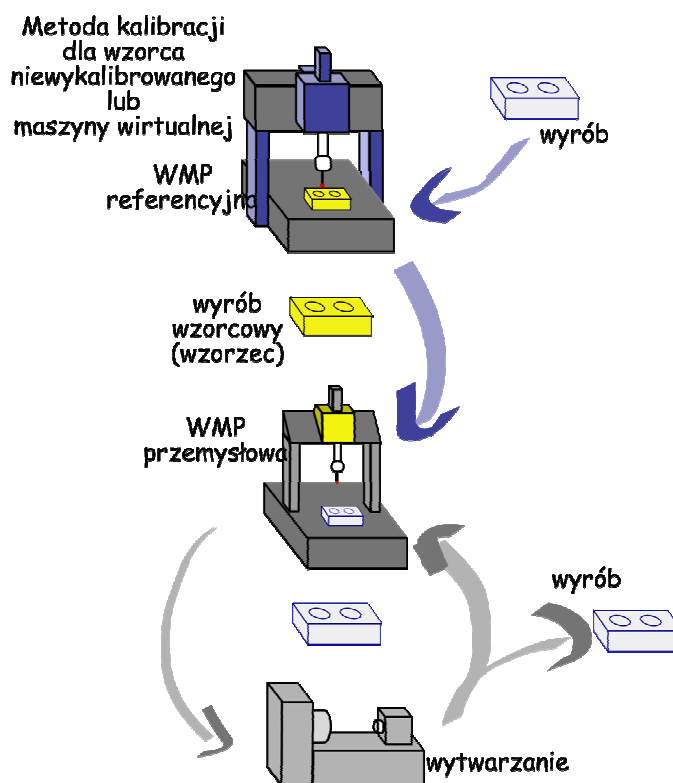 Metoda kalibracji
dla wzorca
niewykalibrowanego
lub
maszyny wirtualnej
wyrób
WMP
referencyjna
wyrób
wzorcowy
(wzorzec)
WMP
przemysłowa
wyrób
wytwarzanie